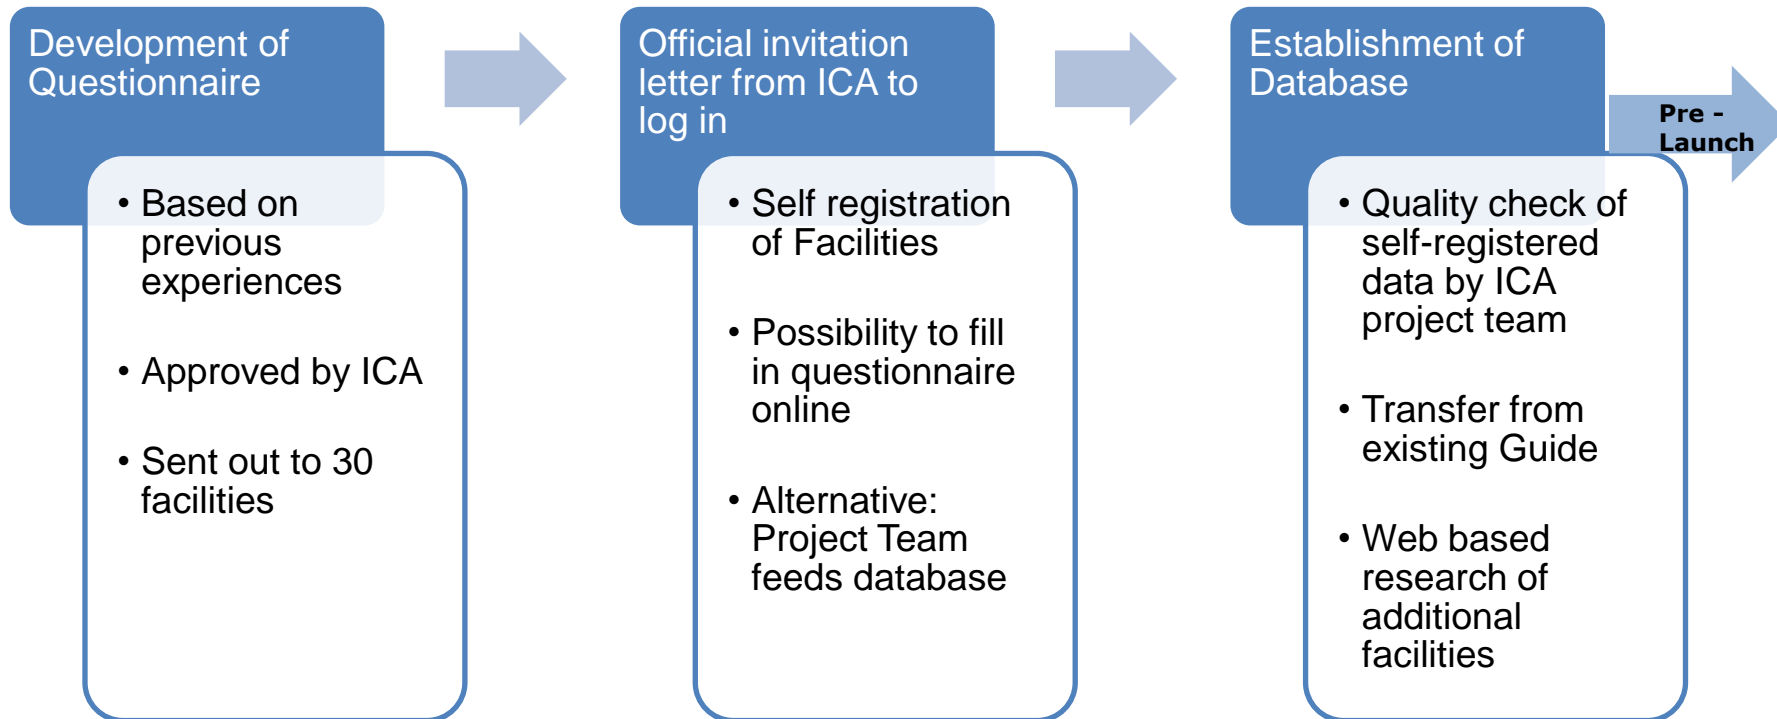 Development of
Questionnaire
• Based on
previous
experiences
• Approved by ICA
• Sent out to 30
facilities
Official invitation
letter from ICA to
log in
• Self registration
of Facilities
• Possibility to fill
in questionnaire
online
• Alternative:
Project Team
feeds database
Establishment of
Database
• Quality check of
self-registered
data by ICA
project team
• Transfer from
existing Guide
• Web based
research of
additional
facilities
Pre -
Launch